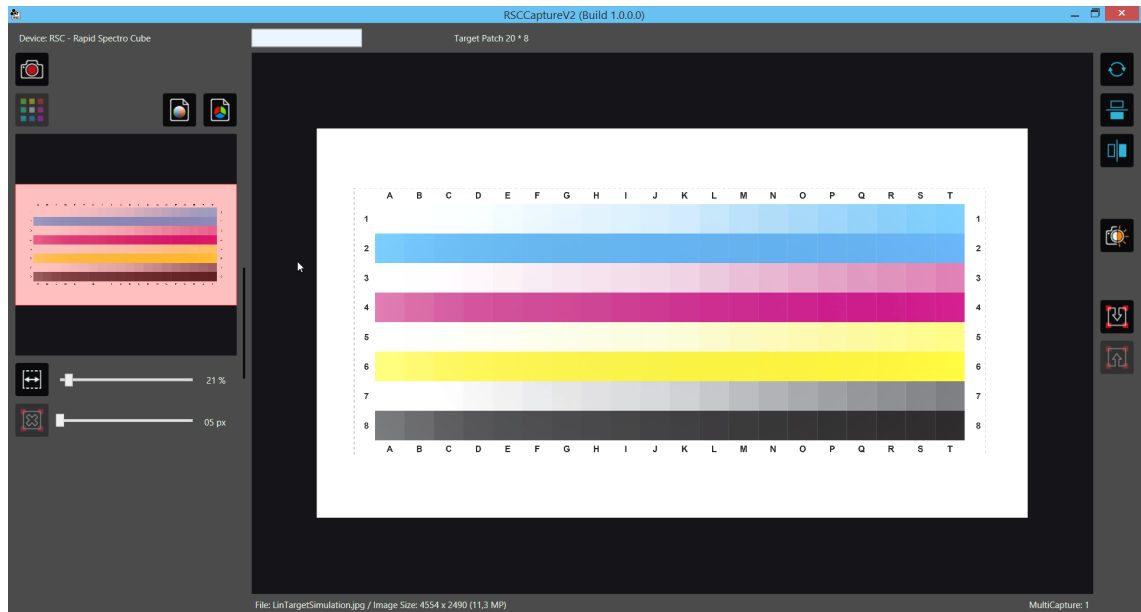 RSCCaptureV2 (Build 1.0.0.0)
Device: RSC - Rapid Spectro Cube
Target Patch 20 * 8
A B C D E F G H I J K L M N O P Q R S T
1 1
2 2
3 3
4 4
5 5
6 6
7 7
8 8
A B C D E F G H I J K L M N O P Q R S T
21 %
05 px
File: LinTargetSimulation.jpg / Image Size: 4554 x 2490 (11,3 MP)
MultiCapture: 1